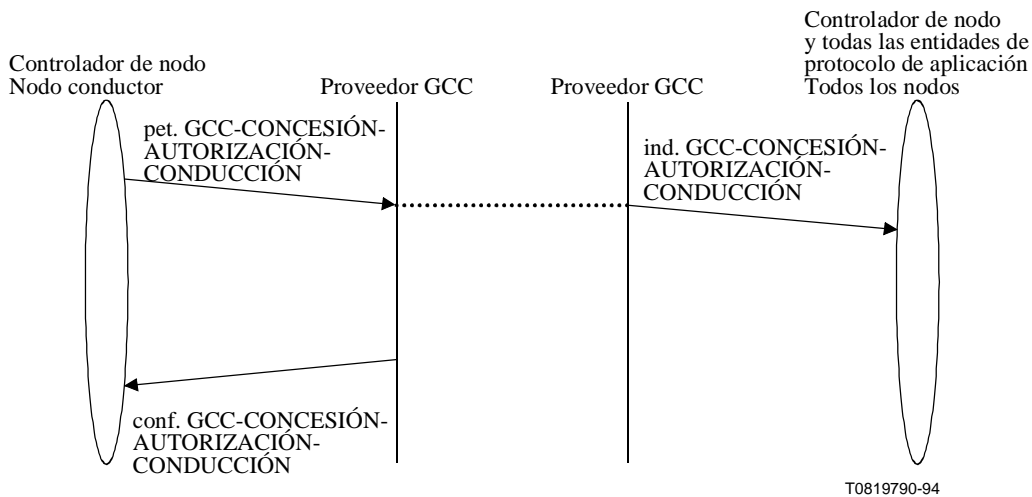 Controlador de nodo
Nodo conductor
Proveedor GCC
Proveedor GCC
Controlador de nodo
y todas las entidades de
protocolo de aplicación
Todos los nodos
pet. GCC-CONCESIÓN-
AUTORIZACIÓN-
CONDUCCIÓN
ind. GCC-CONCESIÓN-
AUTORIZACIÓN-
CONDUCCIÓN
conf. GCC-CONCESIÓN-
AUTORIZACIÓN-
CONDUCCIÓN
T0819790-94